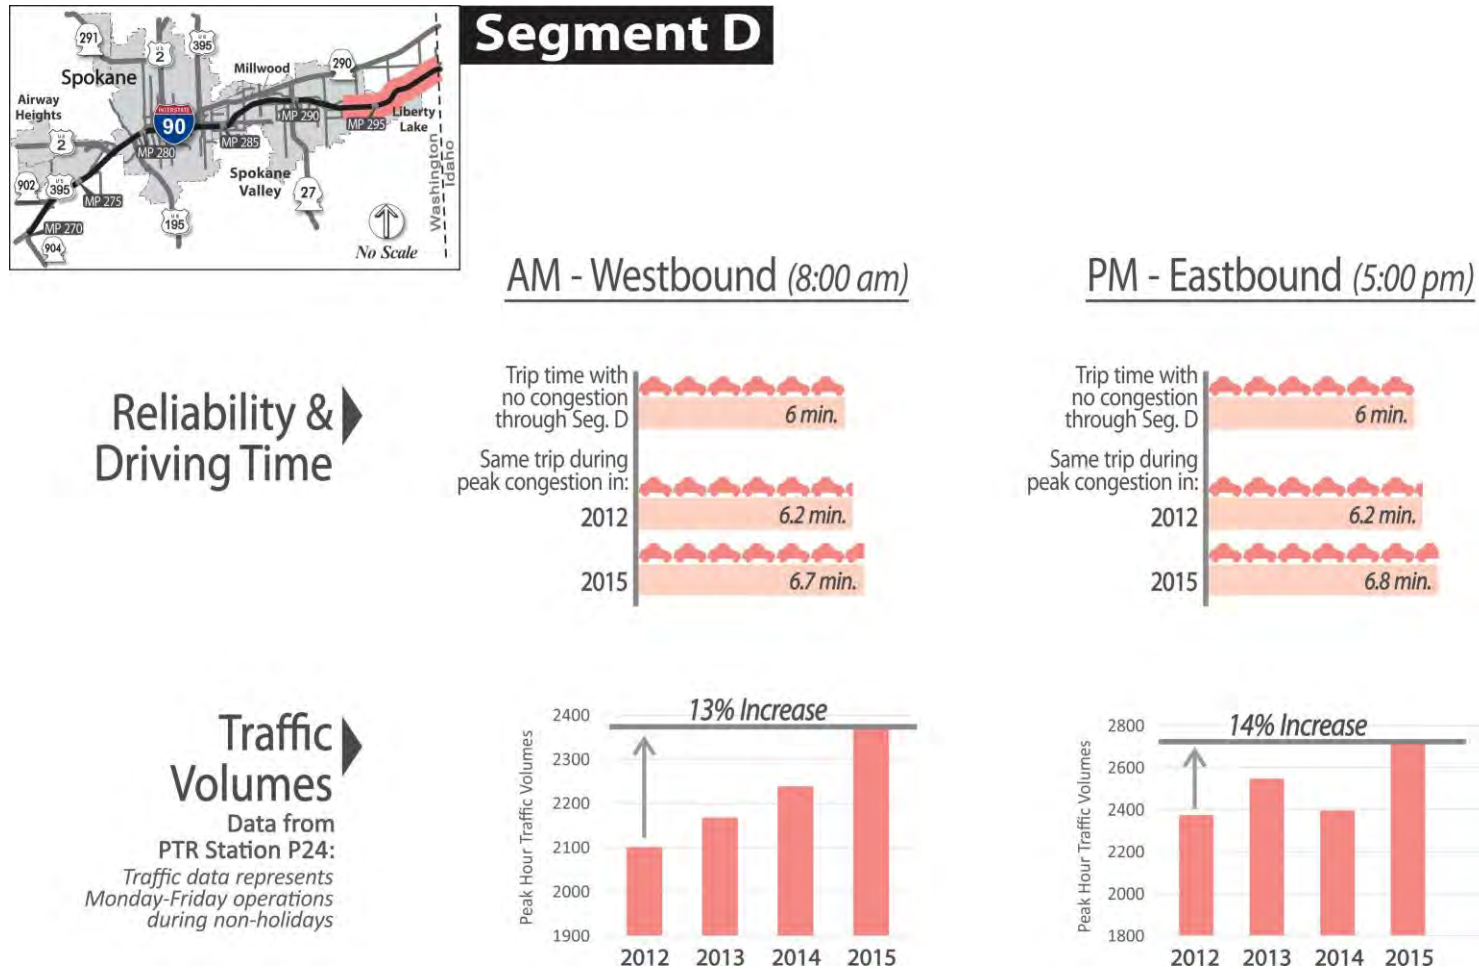 Segment D
291
US
2
US
395
Spokane
Millwood
290
Airway
Heights
INTERSTATE
90
MP 290
MP 295
Liberty
Lake
US
2
MP 280
MP 285
Spokane
Valley
902
US
395
MP 275
27
US
195
MP 270
904
No Scale
Washington
Idaho
AM - Westbound (8:00 am)
PM - Eastbound (5:00 pm)
Reliability &
Driving Time
Trip time with
no congestion
through Seg. D
6 min.
Same trip during
peak congestion in:
2012
6.2 min.
2015
6.7 min.
Trip time with
no congestion
through Seg. D
6 min.
Same trip during
peak congestion in:
2012
6.2 min.
2015
6.8 min.
Traffic
Volumes
Data from
PTR Station P24:
Traffic data represents
Monday-Friday operations
during non-holidays
Peak Hour Traffic Volumes
2400
2300
2200
2100
2000
1900
13% Increase
2012 2013 2014 2015
Peak Hour Traffic Volumes
2800
2600
2400
2200
2000
1800
14% Increase
2012 2013 2014 2015